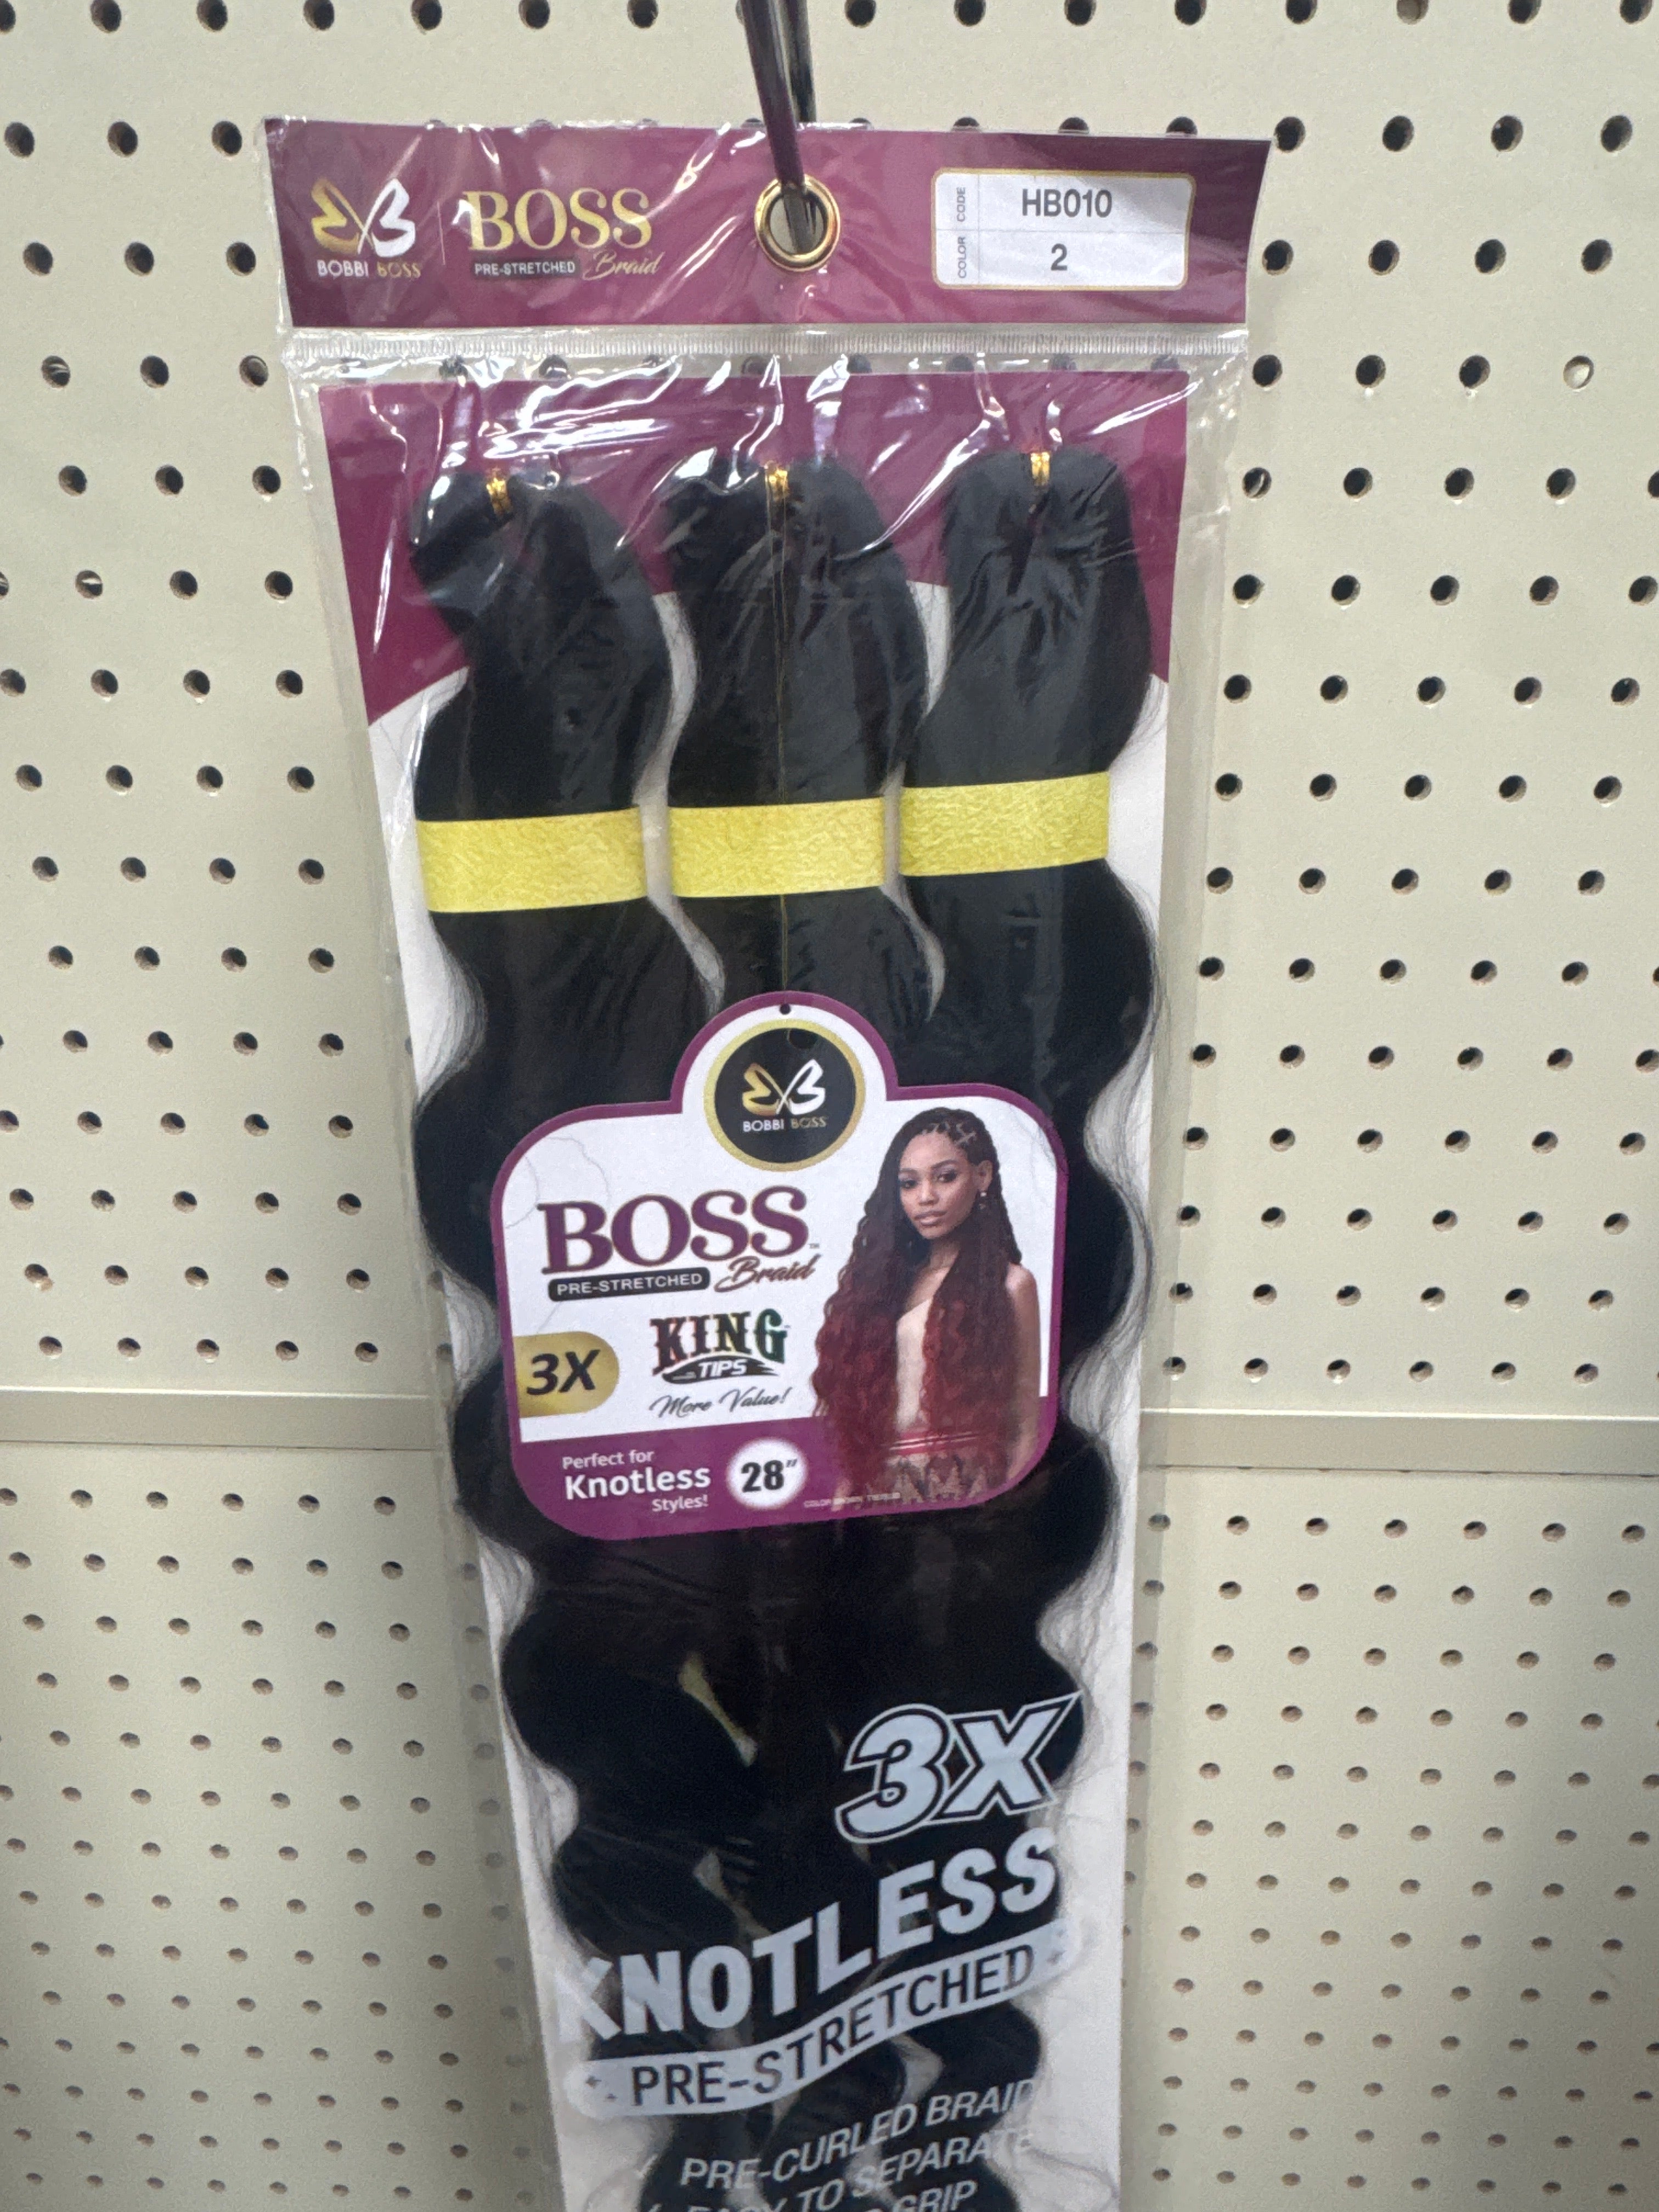 BOBBI BOSS
BOSS
PRE-STRETCHED Braid
CODE HB010
COLOR 2
BOBBI BOSS
BOSS™
PRE-STRETCHED Braid
3X
KING
TIPS
More Value!
Perfect for
Knotless
Styles!
28"
3X
KNOTLESS
PRE-STRETCHED
✓ PRE-CURLED BRAID
✓ EASY TO SEPARATE
GRIP